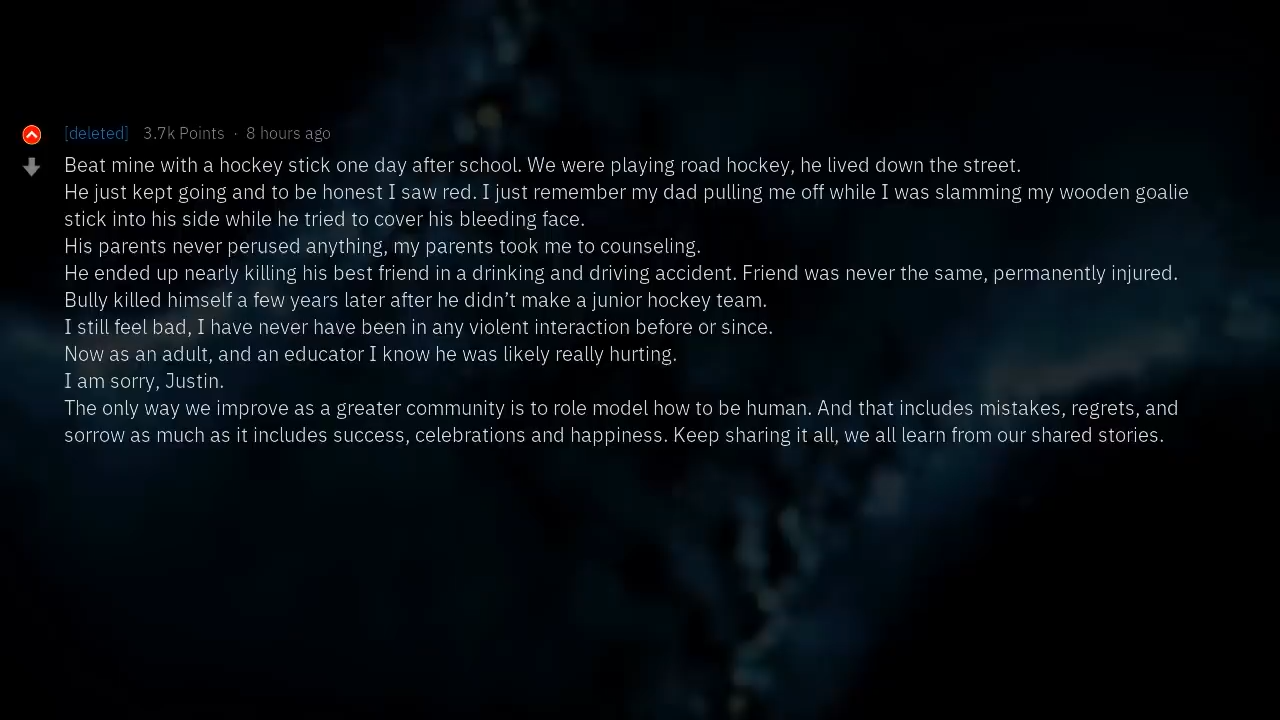 [deleted] 3.7k Points · 8 hours ago
Beat mine with a hockey stick one day after school. We were playing road hockey, he lived down the street.
He just kept going and to be honest I saw red. I just remember my dad pulling me off while I was slamming my wooden goalie
stick into his side while he tried to cover his bleeding face.
His parents never perused anything, my parents took me to counseling.
He ended up nearly killing his best friend in a drinking and driving accident. Friend was never the same, permanently injured.
Bully killed himself a few years later after he didn’t make a junior hockey team.
I still feel bad, I have never have been in any violent interaction before or since.
Now as an adult, and an educator I know he was likely really hurting.
I am sorry, Justin.
The only way we improve as a greater community is to role model how to be human. And that includes mistakes, regrets, and
sorrow as much as it includes success, celebrations and happiness. Keep sharing it all, we all learn from our shared stories.